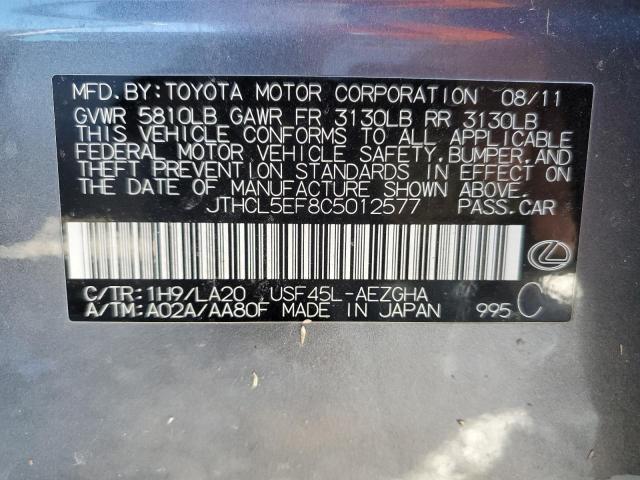 MFD.BY:TOYOTA MOTOR CORPORATION 08/11
GVWR 5810LB GAWR FR 3130LB RR 3130LB
THIS VEHICLE CONFORMS TO ALL APPLICABLE
FEDERAL MOTOR VEHICLE SAFETY,BUMPER,AND
THEFT PREVENTION STANDARDS IN EFFECT ON
THE DATE OF MANUFACTURE SHOWN ABOVE.
JTHCL5EF8C5012577 PASS.CAR
C/TR:1H9/LA20 USF45L-AEZGHA
A/TM:A02A/AA80F MADE IN JAPAN 995 C